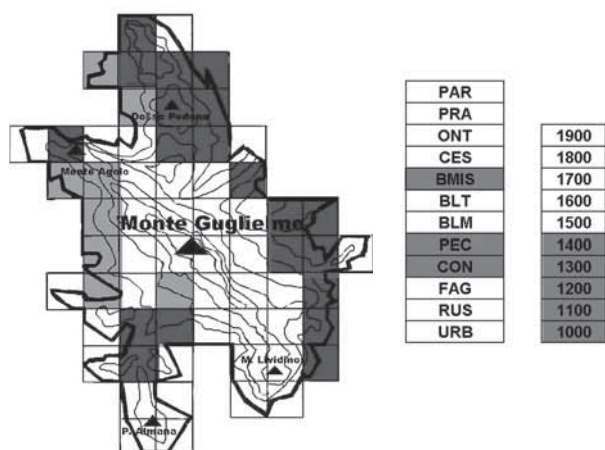 Dosso Pedalta
Monte Agolo
Monte Guglielmo
M. Lividino
P. Almana
PAR
PRA
ONT
CES
BMIS
BLT
BLM
PEC
CON
FAG
RUS
URB
1900
1800
1700
1600
1500
1400
1300
1200
1100
1000